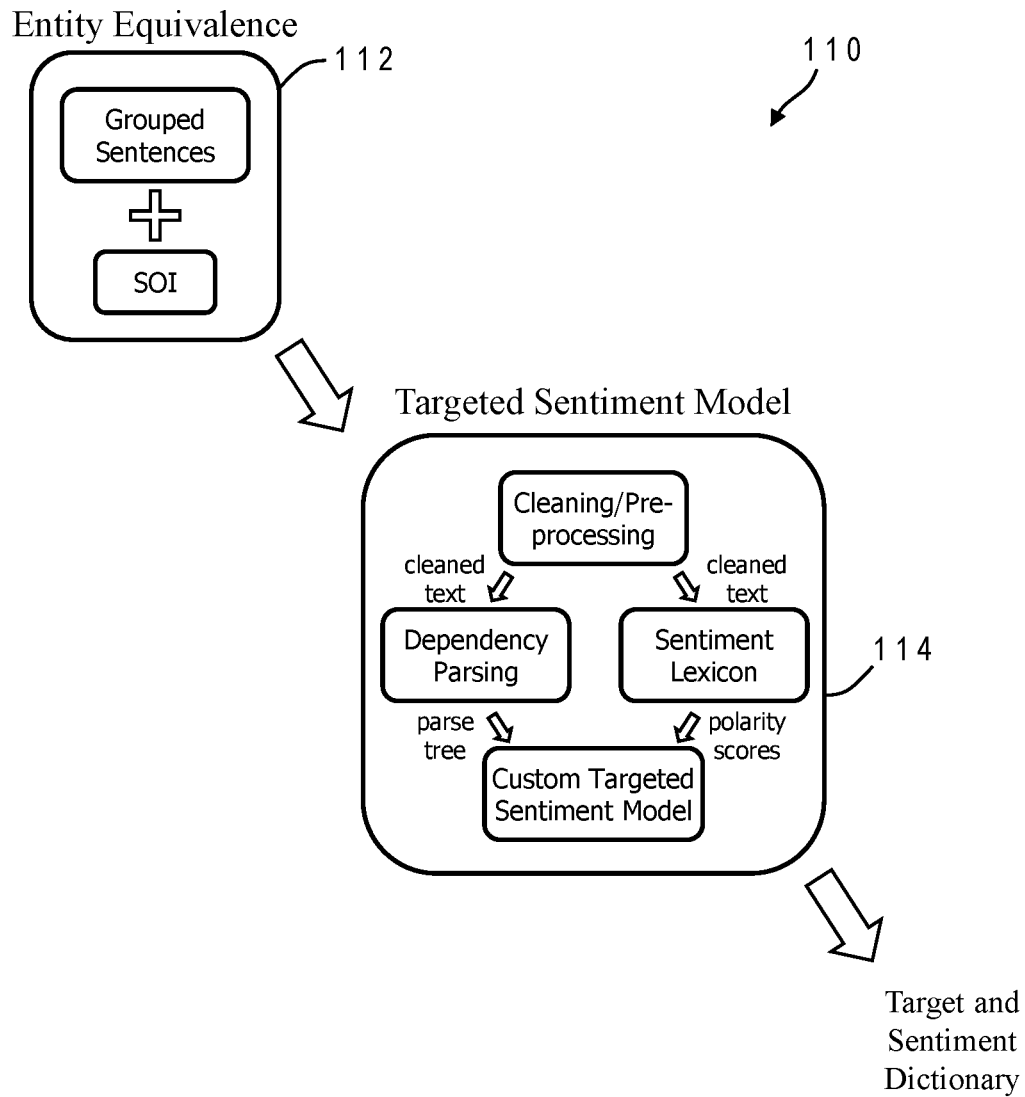 Entity Equivalence
112
110
Grouped
Sentences
SOI
Targeted Sentiment Model
Cleaning/Pre-
processing
cleaned
text
cleaned
text
Dependency
Parsing
Sentiment
Lexicon
114
parse
tree
polarity
scores
Custom Targeted
Sentiment Model
Target and
Sentiment
Dictionary